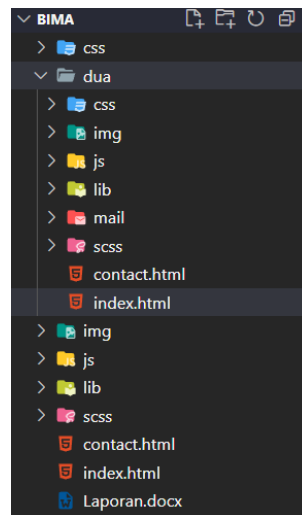 BIMA
css
dua
css
img
js
lib
mail
scss
contact.html
index.html
img
js
lib
scss
contact.html
index.html
Laporan.docx